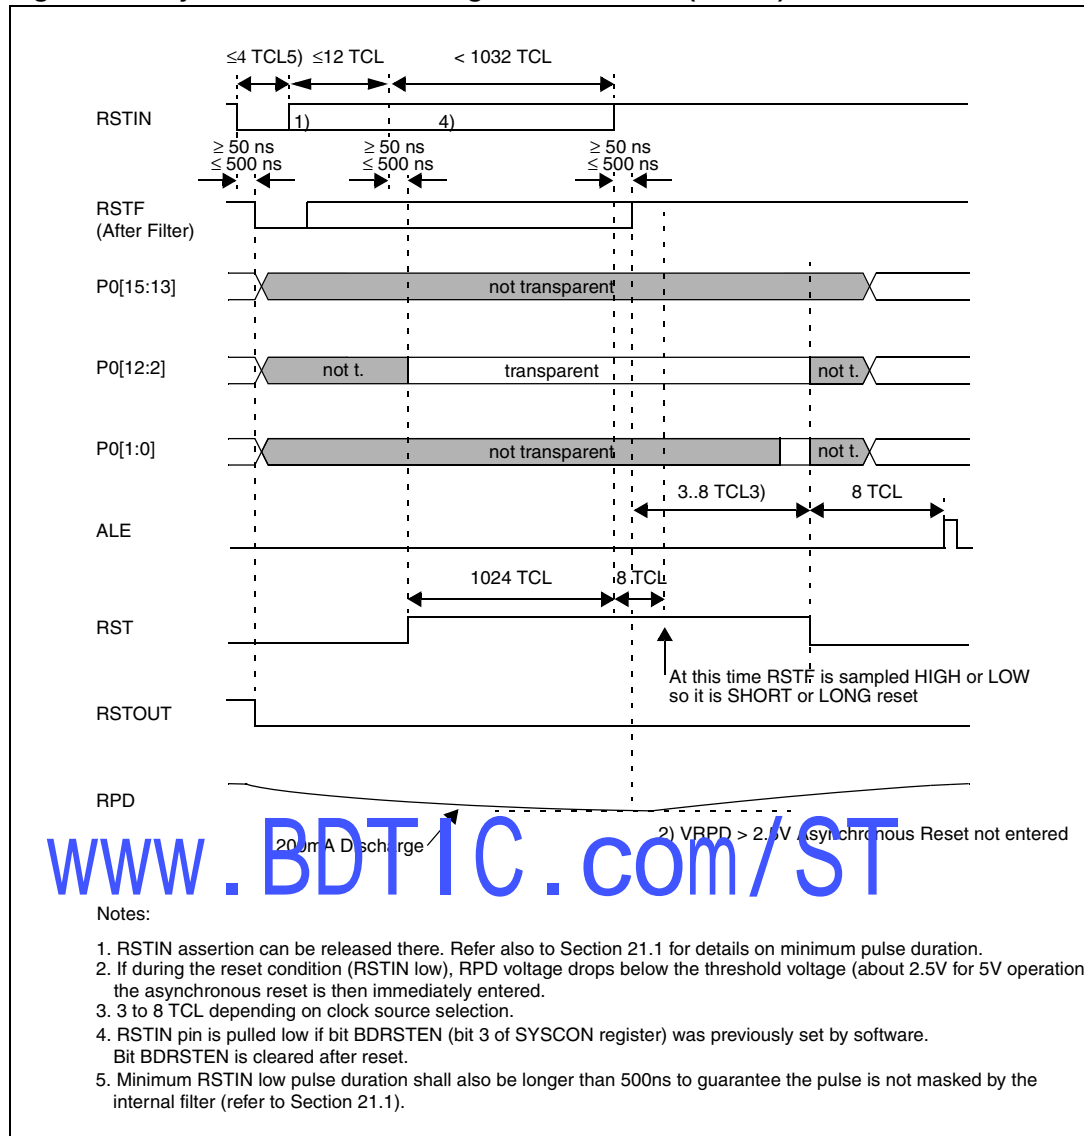 ≤4 TCL5) ≤12 TCL < 1032 TCL
RSTIN
1) 4)
≥ 50 ns ≥ 50 ns ≥ 50 ns
≤ 500 ns ≤ 500 ns ≤ 500 ns
RSTF
(After Filter)
P0[15:13] not transparent
P0[12:2] not t. transparent not t.
P0[1:0] not transparent not t.
3..8 TCL3) 8 TCL
ALE
1024 TCL 8 TCL
RST
At this time RSTF is sampled HIGH or LOW
so it is SHORT or LONG reset
RSTOUT
RPD
200mA Discharge 2) VRPD > 2.5V Asynchronous Reset not entered
www.BDTIC.com/ST
Notes:
1. RSTIN assertion can be released there. Refer also to Section 21.1 for details on minimum pulse duration.
2. If during the reset condition (RSTIN low), RPD voltage drops below the threshold voltage (about 2.5V for 5V operation
the asynchronous reset is then immediately entered.
3. 3 to 8 TCL depending on clock source selection.
4. RSTIN pin is pulled low if bit BDRSTEN (bit 3 of SYSCON register) was previously set by software.
Bit BDRSTEN is cleared after reset.
5. Minimum RSTIN low pulse duration shall also be longer than 500ns to guarantee the pulse is not masked by the
internal filter (refer to Section 21.1).